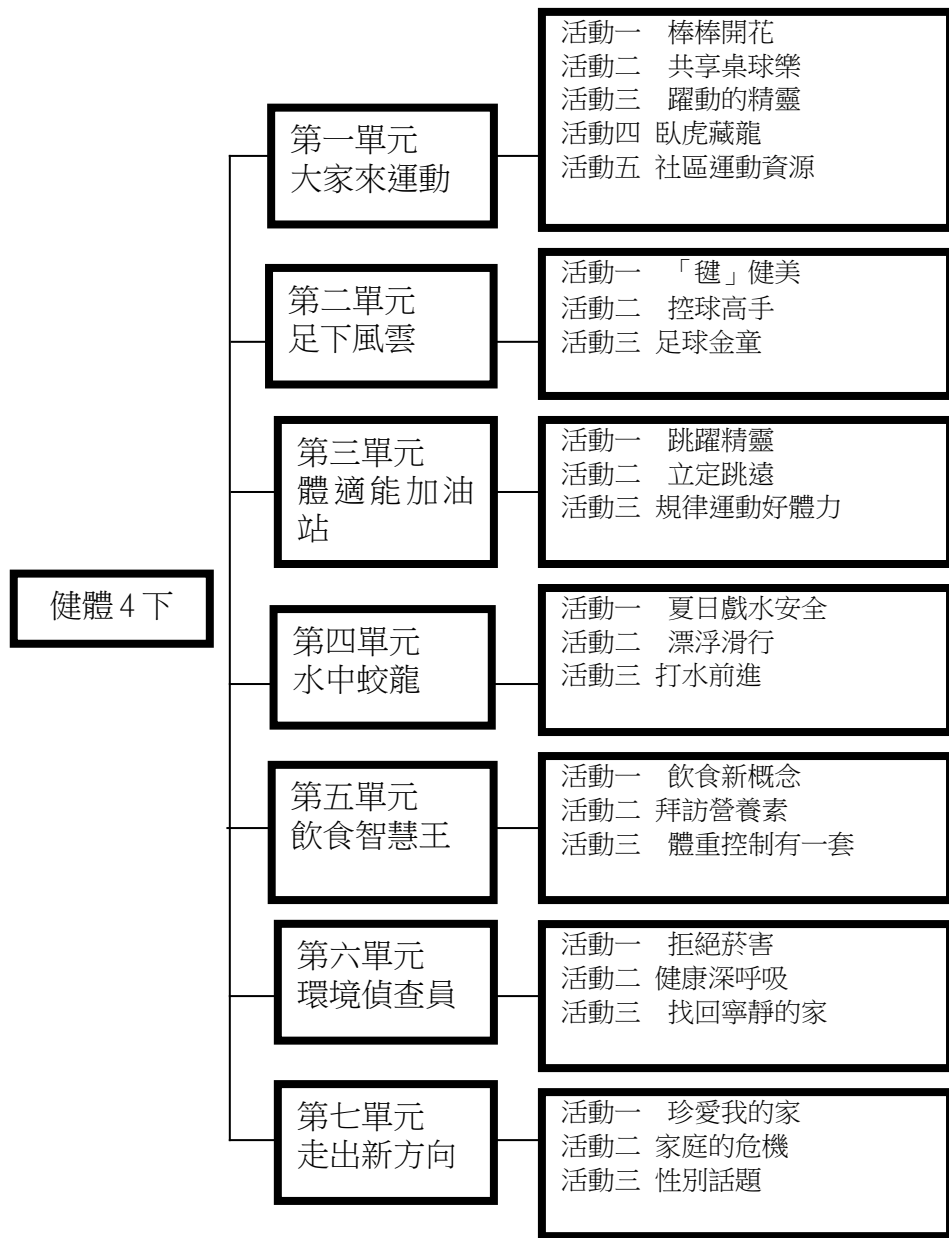 健體4下
第一單元
大家來運動
活動一 棒棒開花
活動二 共享桌球樂
活動三 躍動的精靈
活動四 臥虎藏龍
活動五 社區運動資源
第二單元
足下風雲
活動一 「毽」健美
活動二 控球高手
活動三 足球金童
第三單元
體適能加油
站
活動一 跳躍精靈
活動二 立定跳遠
活動三 規律運動好體力
第四單元
水中蛟龍
活動一 夏日戲水安全
活動二 漂浮滑行
活動三 打水前進
第五單元
飲食智慧王
活動一 飲食新概念
活動二 拜訪營養素
活動三 體重控制有一套
第六單元
環境偵查員
活動一 拒絕菸害
活動二 健康深呼吸
活動三 找回寧靜的家
第七單元
走出新方向
活動一 珍愛我的家
活動二 家庭的危機
活動三 性別話題